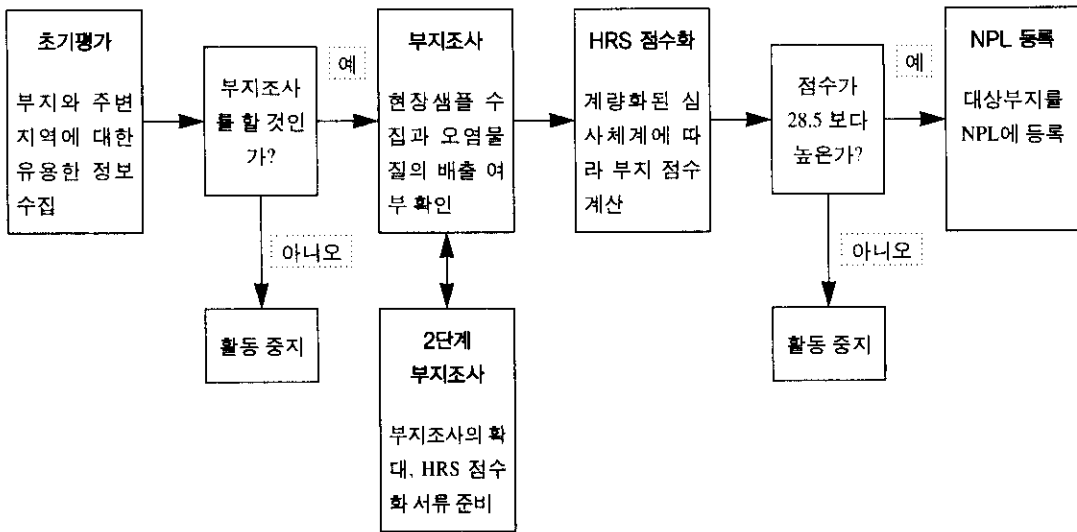 초기평가
부지와 주변
지역에 대한
유용한 정보
수집
부지조사
를 할 것인
가?
예
아니오
활동 중지
부지조사
현장샘플 수
집과 오염물
질의 배출 여
부 확인
2단계
부지조사
부지조사의 확
대, HRS 점수
화 서류 준비
HRS 점수화
계량화된 심
사체계에 따
라 부지 점수
계산
점수가
28.5 보다
높은가?
예
아니오
활동 중지
NPL 등록
대상부지를
NPL에 등록